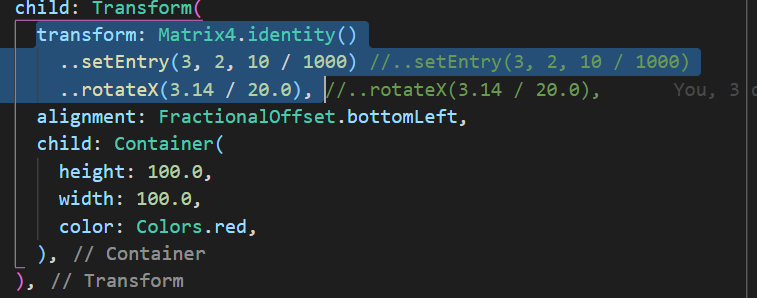 child: Transform(
transform: Matrix4.identity()
..setEntry(3, 2, 10 / 1000) //..setEntry(3, 2, 10 / 1000)
..rotateX(3.14 / 20.0), //..rotateX(3.14 / 20.0), You, 3
alignment: FractionalOffset.bottomLeft,
child: Container(
height: 100.0,
width: 100.0,
color: Colors.red,
), // Container
), // Transform